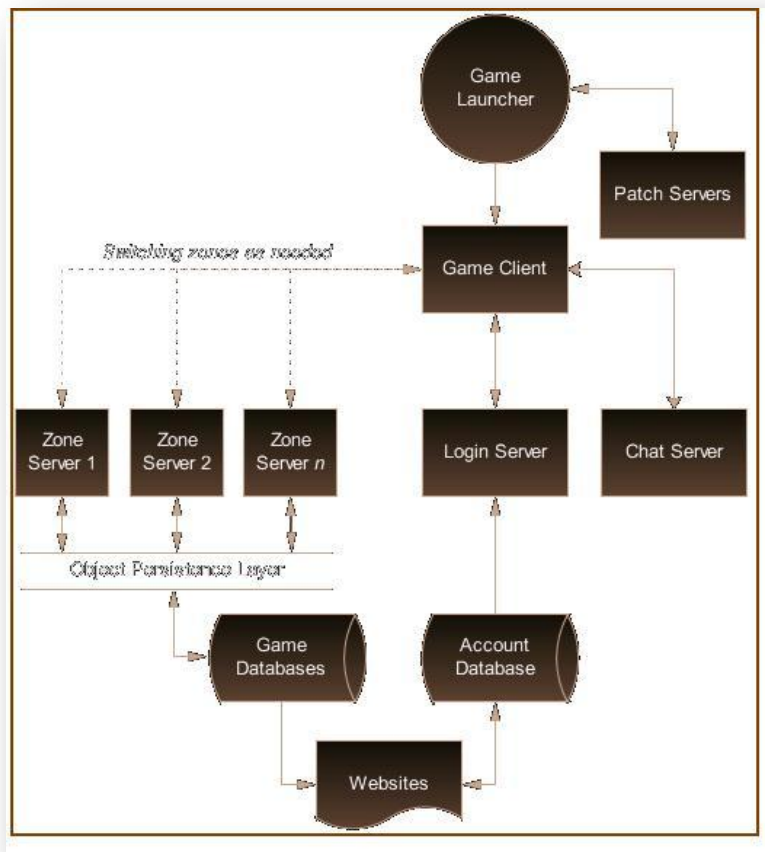 Game
Launcher
Patch Servers
Switching zones as needed
Game Client
Zone
Server 1
Zone
Server 2
Zone
Server n
Login Server
Chat Server
Object Persistence Layer
Game
Databases
Account
Database
Websites